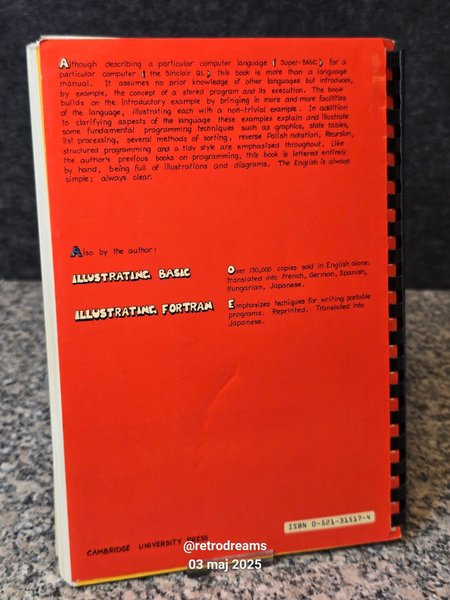 Although describing a particular computer language ( Super-BASIC ) for a
particular computer ( the Sinclair QL ) this book is more than a language
manual. It assumes no prior knowledge of other languages but introduces,
by example, the concept of a stored program and its execution. The book
builds on the introductory example by bringing in more and more facilities
of the language, illustrating each with a non-trivial example. In addition
to clarifying aspects of the language these examples explain and illustrate
some fundamental programming techniques such as graphics, state tables,
list processing, several methods of sorting, reverse Polish notation. Recursion,
structured programming and a tidy style are emphasized throughout. Like
the author's previous books on programming, this book is lettered entirely
by hand, being full of illustrations and diagrams. The English is always
simple; always clear.
Also by the author:
ILLUSTRATING BASIC
Over 150,000 copies sold in English alone:
translated into French, German, Spanish,
Hungarian, Japanese.
ILLUSTRATING FORTRAN
Emphasizes techniques for writing portable
programs. Reprinted. Translated into
Japanese.
ISBN 0-521-31517-4
CAMBRIDGE UNIVERSITY PRESS
@retrodreams
03 maj 2025